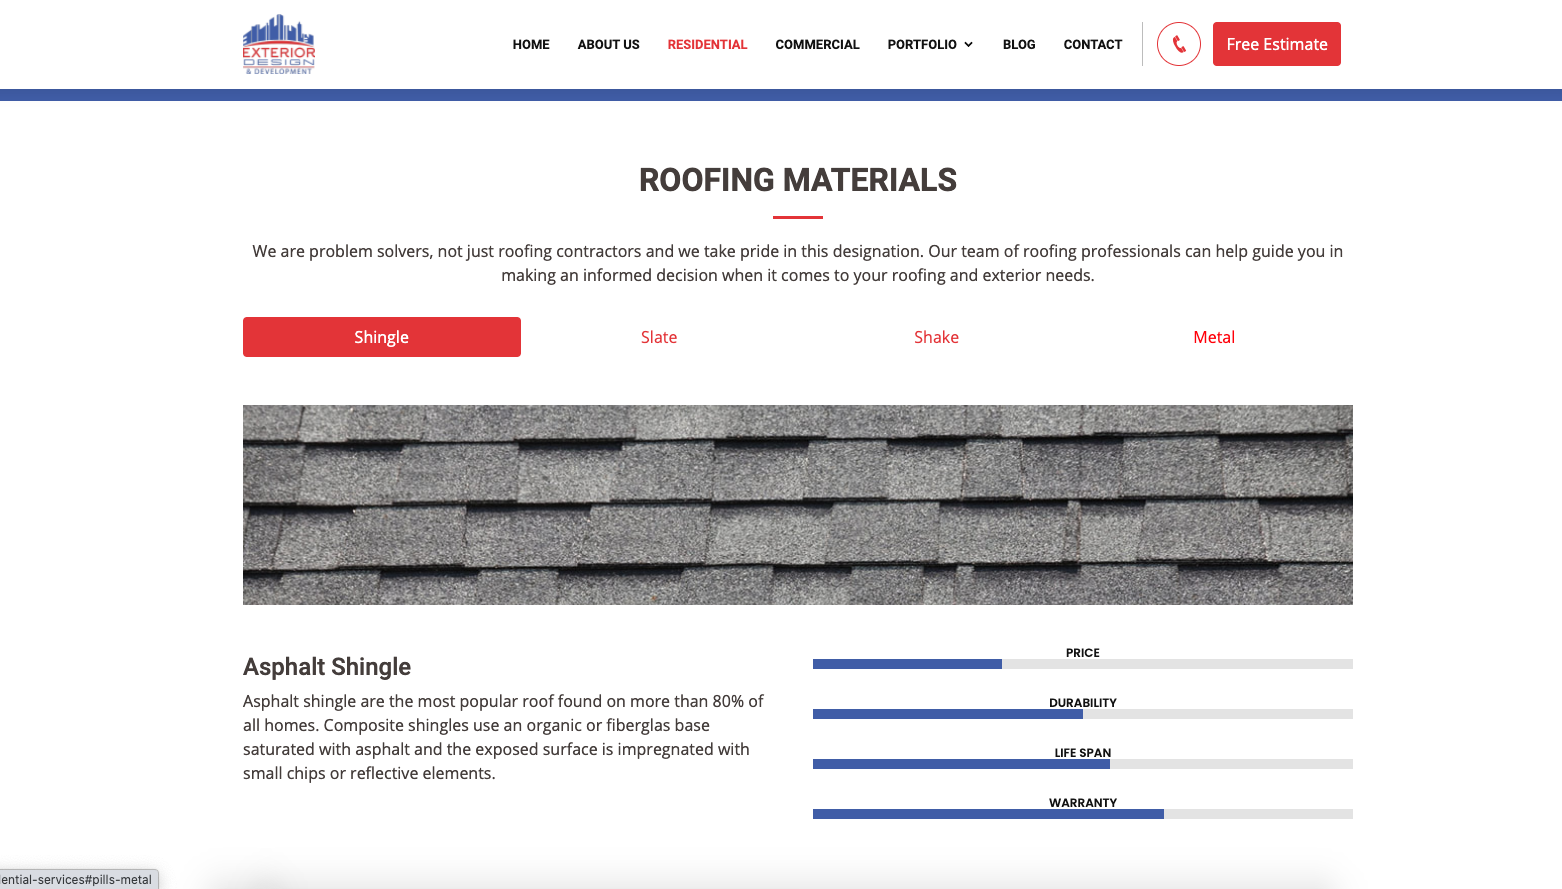 EXTERIOR
DESIGN
& DEVELOPMENT
HOME ABOUT US RESIDENTIAL COMMERCIAL PORTFOLIO BLOG CONTACT Free Estimate
ROOFING MATERIALS
We are problem solvers, not just roofing contractors and we take pride in this designation. Our team of roofing professionals can help guide you in
making an informed decision when it comes to your roofing and exterior needs.
Shingle Slate Shake Metal
Asphalt Shingle
Asphalt shingle are the most popular roof found on more than 80% of
all homes. Composite shingles use an organic or fiberglas base
saturated with asphalt and the exposed surface is impregnated with
small chips or reflective elements.
PRICE
DURABILITY
LIFE SPAN
WARRANTY
ential-services#pills-metal